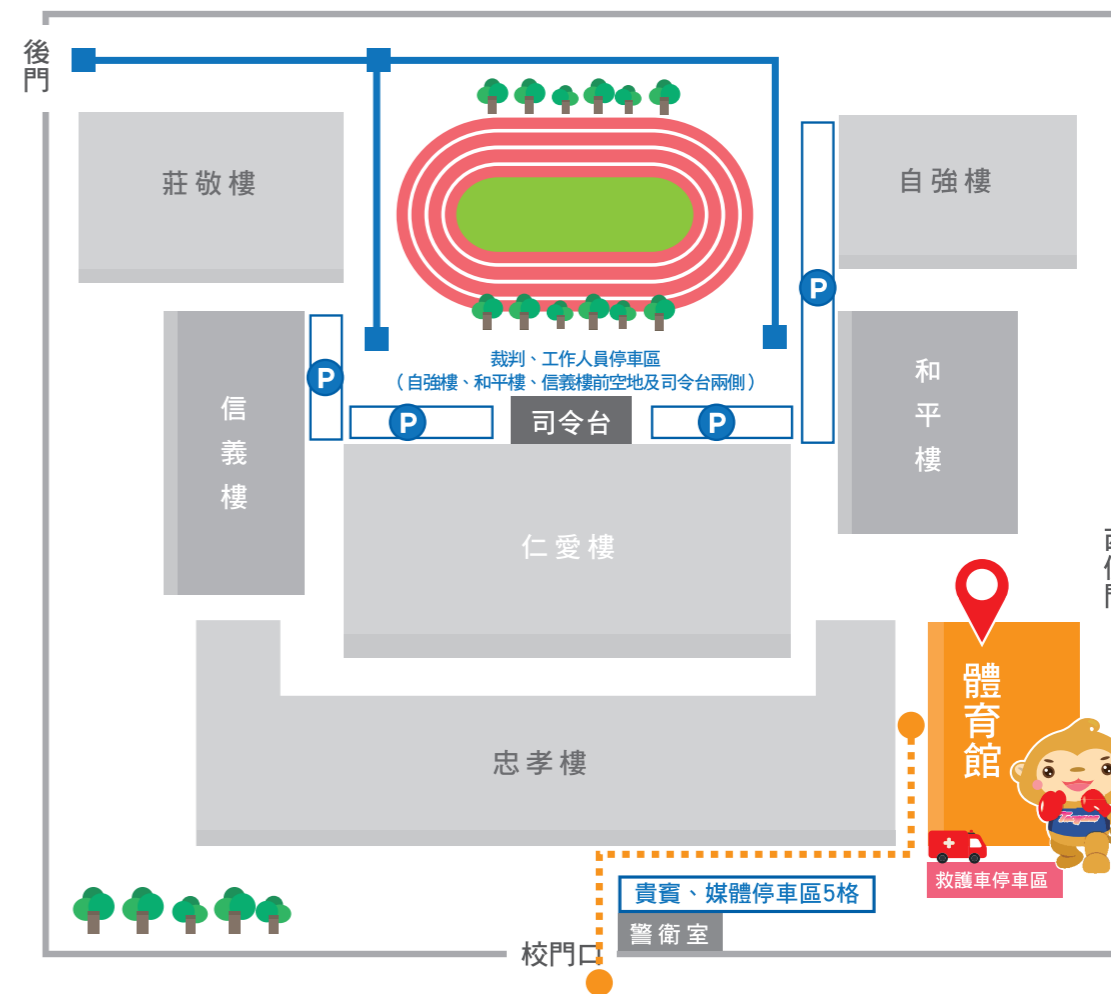 後門
莊敬樓
自強樓
P
裁判、工作人員停車區
（自強樓、和平樓、信義樓前空地及司令台兩側）
P
P
司令台
P
信義樓
和平樓
仁愛樓
體育館
忠孝樓
救護車停車區
貴賓、媒體停車區5格
警衛室
校門口